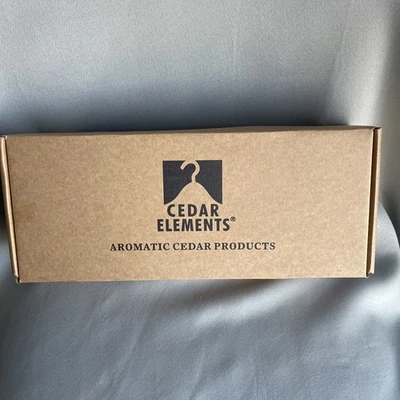 CEDAR
ELEMENTS®
AROMATIC CEDAR PRODUCTS